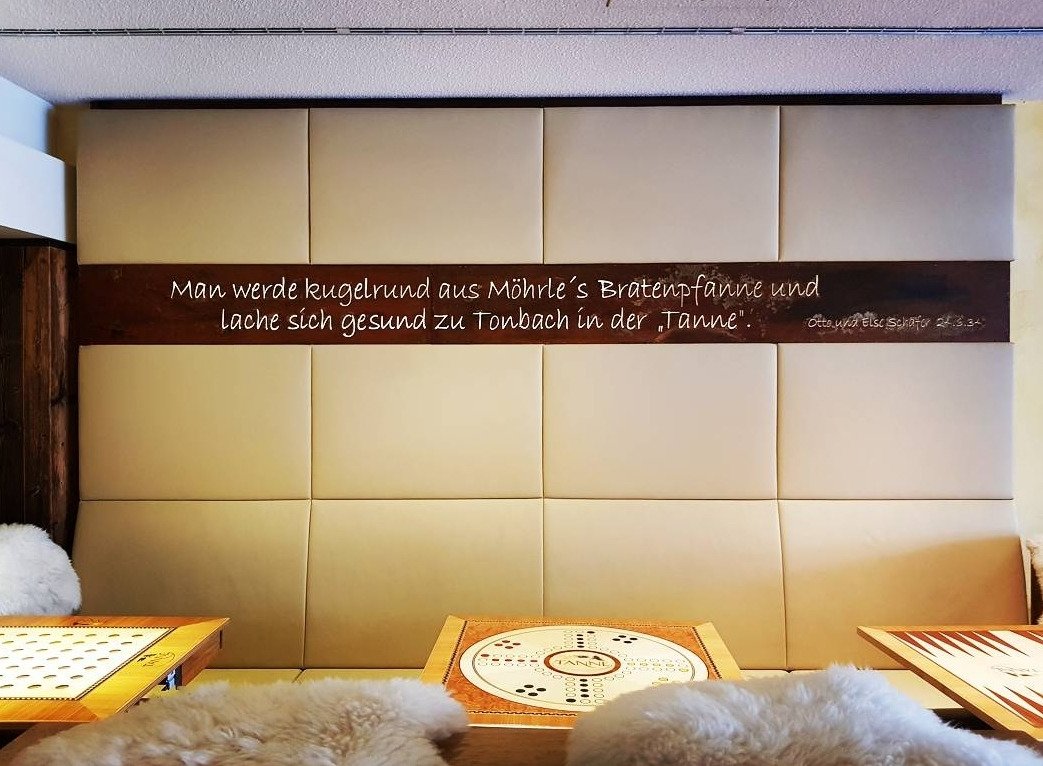 Man werde kugelrund aus Möhrle´s Bratenpfanne und
lache sich gesund zu Tonbach in der „Tanne".
Otto und Else Schäfer 24.3.34
TANNE
TANNE